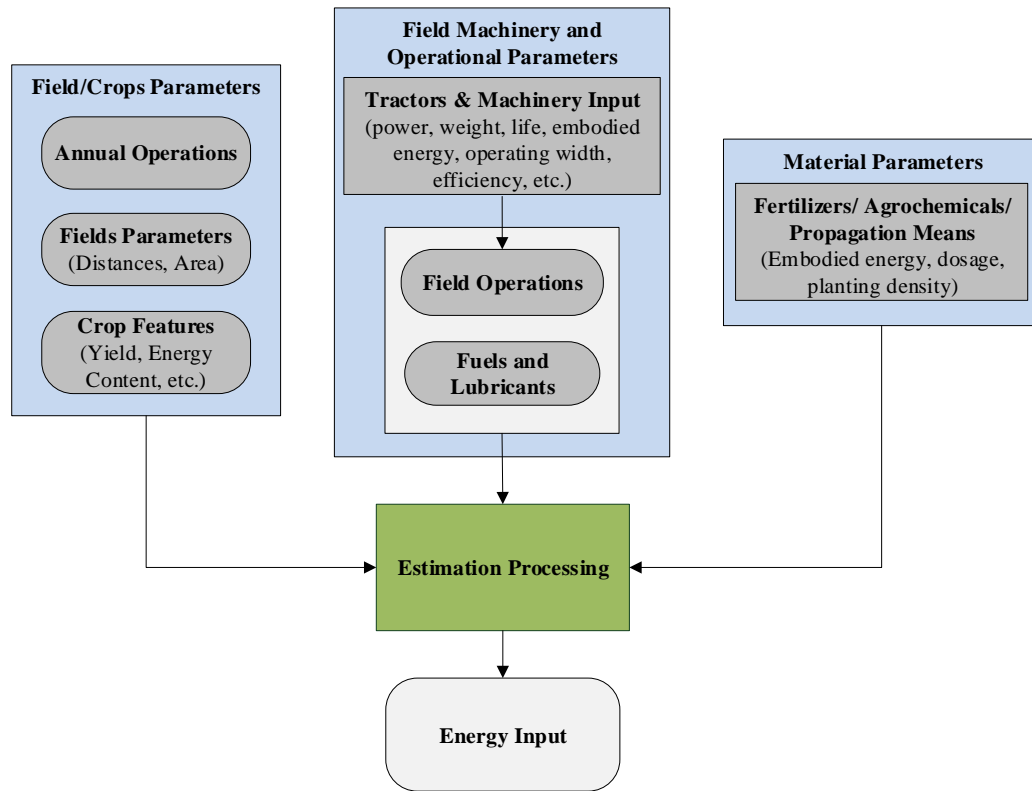 Field/Crops Parameters
Annual Operations
Fields Parameters
(Distances, Area)
Crop Features
(Yield, Energy
Content, etc.)
Field Machinery and
Operational Parameters
Tractors & Machinery Input
(power, weight, life, embodied
energy, operating width,
efficiency, etc.)
Field Operations
Fuels and
Lubricants
Material Parameters
Fertilizers/ Agrochemicals/
Propagation Means
(Embodied energy, dosage,
planting density)
Estimation Processing
Energy Input